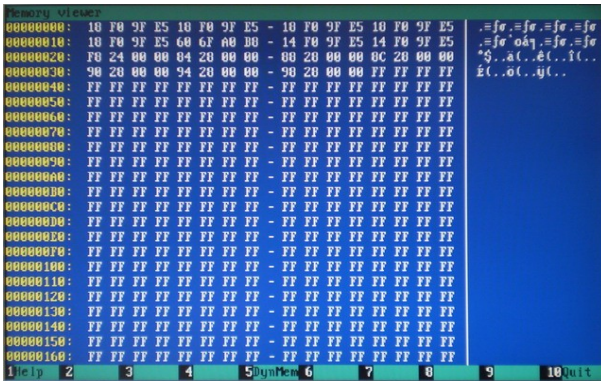 Memory viewer
00000000: 18 F0 9F E5 18 F0 9F E5 - 18 F0 9F E5 18 F0 9F E5 .≡fσ.≡fσ.≡fσ.≡fσ
00000010: 18 F0 9F E5 60 6F A0 B8 - 14 F0 9F E5 14 F0 9F E5 .≡fσ`oá╕.≡fσ.≡fσ
00000020: F8 24 00 00 84 28 00 00 - 88 28 00 00 8C 28 00 00 °$..ä(..ê(..î(..
00000030: 90 28 00 00 94 28 00 00 - 98 28 00 00 FF FF FF FF ź(..ö(..ÿ(..
00000040: FF FF FF FF FF FF FF FF - FF FF FF FF FF FF FF FF
00000050: FF FF FF FF FF FF FF FF - FF FF FF FF FF FF FF FF
00000060: FF FF FF FF FF FF FF FF - FF FF FF FF FF FF FF FF
00000070: FF FF FF FF FF FF FF FF - FF FF FF FF FF FF FF FF
00000080: FF FF FF FF FF FF FF FF - FF FF FF FF FF FF FF FF
00000090: FF FF FF FF FF FF FF FF - FF FF FF FF FF FF FF FF
000000A0: FF FF FF FF FF FF FF FF - FF FF FF FF FF FF FF FF
000000B0: FF FF FF FF FF FF FF FF - FF FF FF FF FF FF FF FF
000000C0: FF FF FF FF FF FF FF FF - FF FF FF FF FF FF FF FF
000000D0: FF FF FF FF FF FF FF FF - FF FF FF FF FF FF FF FF
000000E0: FF FF FF FF FF FF FF FF - FF FF FF FF FF FF FF FF
000000F0: FF FF FF FF FF FF FF FF - FF FF FF FF FF FF FF FF
00000100: FF FF FF FF FF FF FF FF - FF FF FF FF FF FF FF FF
00000110: FF FF FF FF FF FF FF FF - FF FF FF FF FF FF FF FF
00000120: FF FF FF FF FF FF FF FF - FF FF FF FF FF FF FF FF
00000130: FF FF FF FF FF FF FF FF - FF FF FF FF FF FF FF FF
00000140: FF FF FF FF FF FF FF FF - FF FF FF FF FF FF FF FF
00000150: FF FF FF FF FF FF FF FF - FF FF FF FF FF FF FF FF
00000160: FF FF FF FF FF FF FF FF - FF FF FF FF FF FF FF FF
1Help 2 3 4 5DynMem 6 7 8 9 10Quit